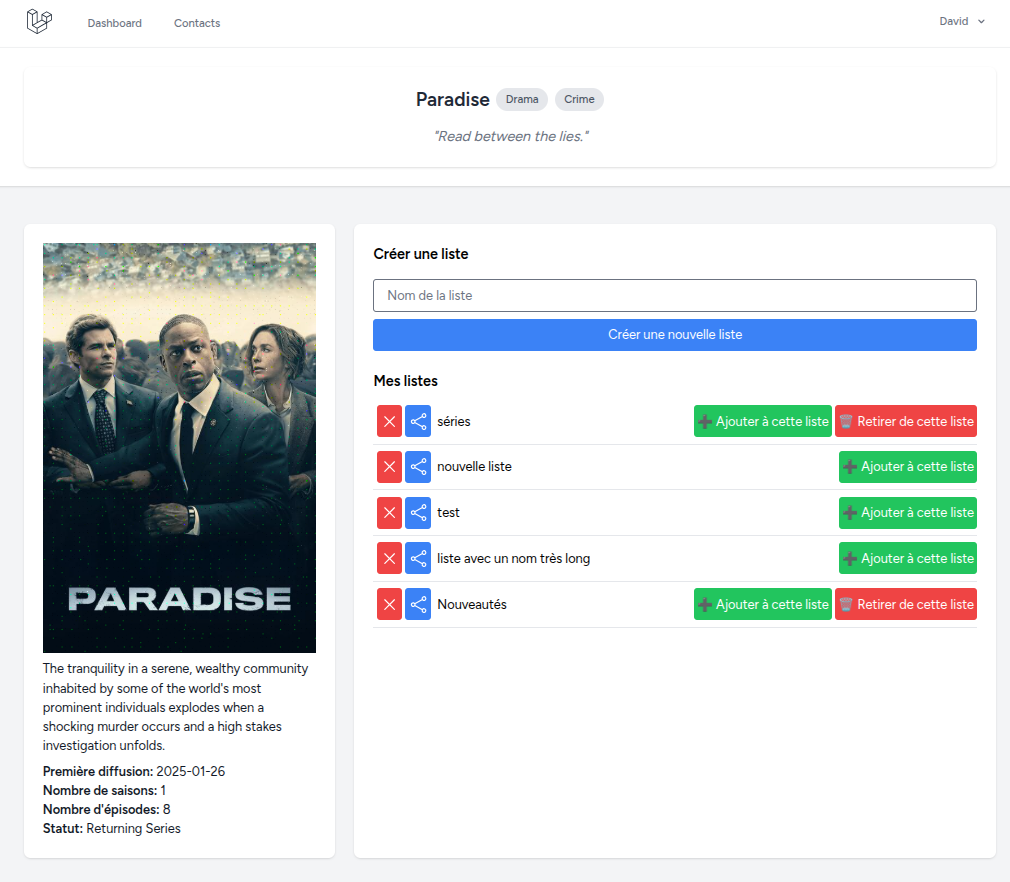 Dashboard Contacts David
Paradise Drama Crime
"Read between the lies."
PARADISE
The tranquility in a serene, wealthy community
inhabited by some of the world's most
prominent individuals explodes when a
shocking murder occurs and a high stakes
investigation unfolds.
Première diffusion: 2025-01-26
Nombre de saisons: 1
Nombre d'épisodes: 8
Statut: Returning Series
Créer une liste
Nom de la liste
Créer une nouvelle liste
Mes listes
séries ➕ Ajouter à cette liste 🗑️ Retirer de cette liste
nouvelle liste ➕ Ajouter à cette liste
test ➕ Ajouter à cette liste
liste avec un nom très long ➕ Ajouter à cette liste
Nouveautés ➕ Ajouter à cette liste 🗑️ Retirer de cette liste